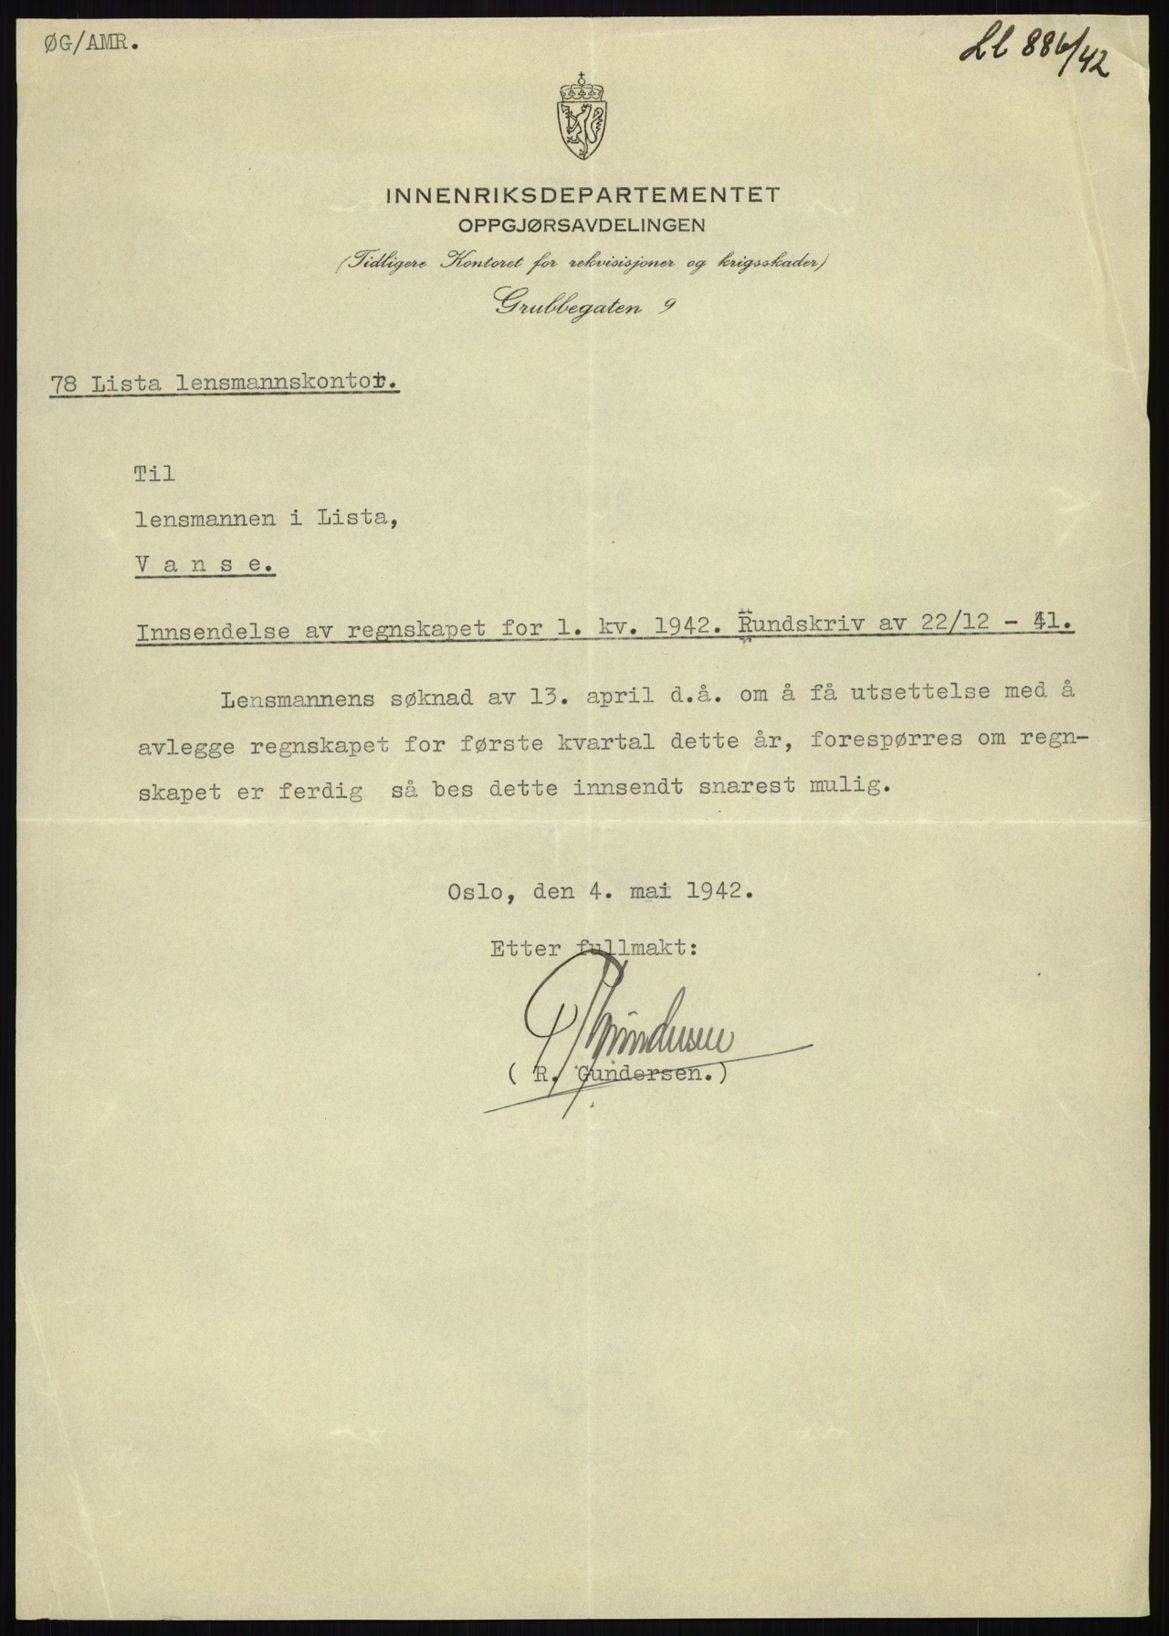 ØG/AMR.
Ll 886/42
INNENRIKSDEPARTEMENTET
OPPGJØRSAVDELINGEN
(Tidligere Kontoret for rekvisisjoner og krigsskader)
Grubbegaten 9
78 Lista lensmannskontor.
Til
lensmannen i Lista,
V a n s e.
Innsendelse av regnskapet for 1. kv. 1942. Rundskriv av 22/12 - 41.
Lensmannens søknad av 13. april d.å. om å få utsettelse med å
avlegge regnskapet for første kvartal dette år, forespørres om regn-
skapet er ferdig så bes dette innsendt snarest mulig.
Oslo, den 4. mai 1942.
Etter fullmakt:
R Gundersen
( R. Gundersen.)